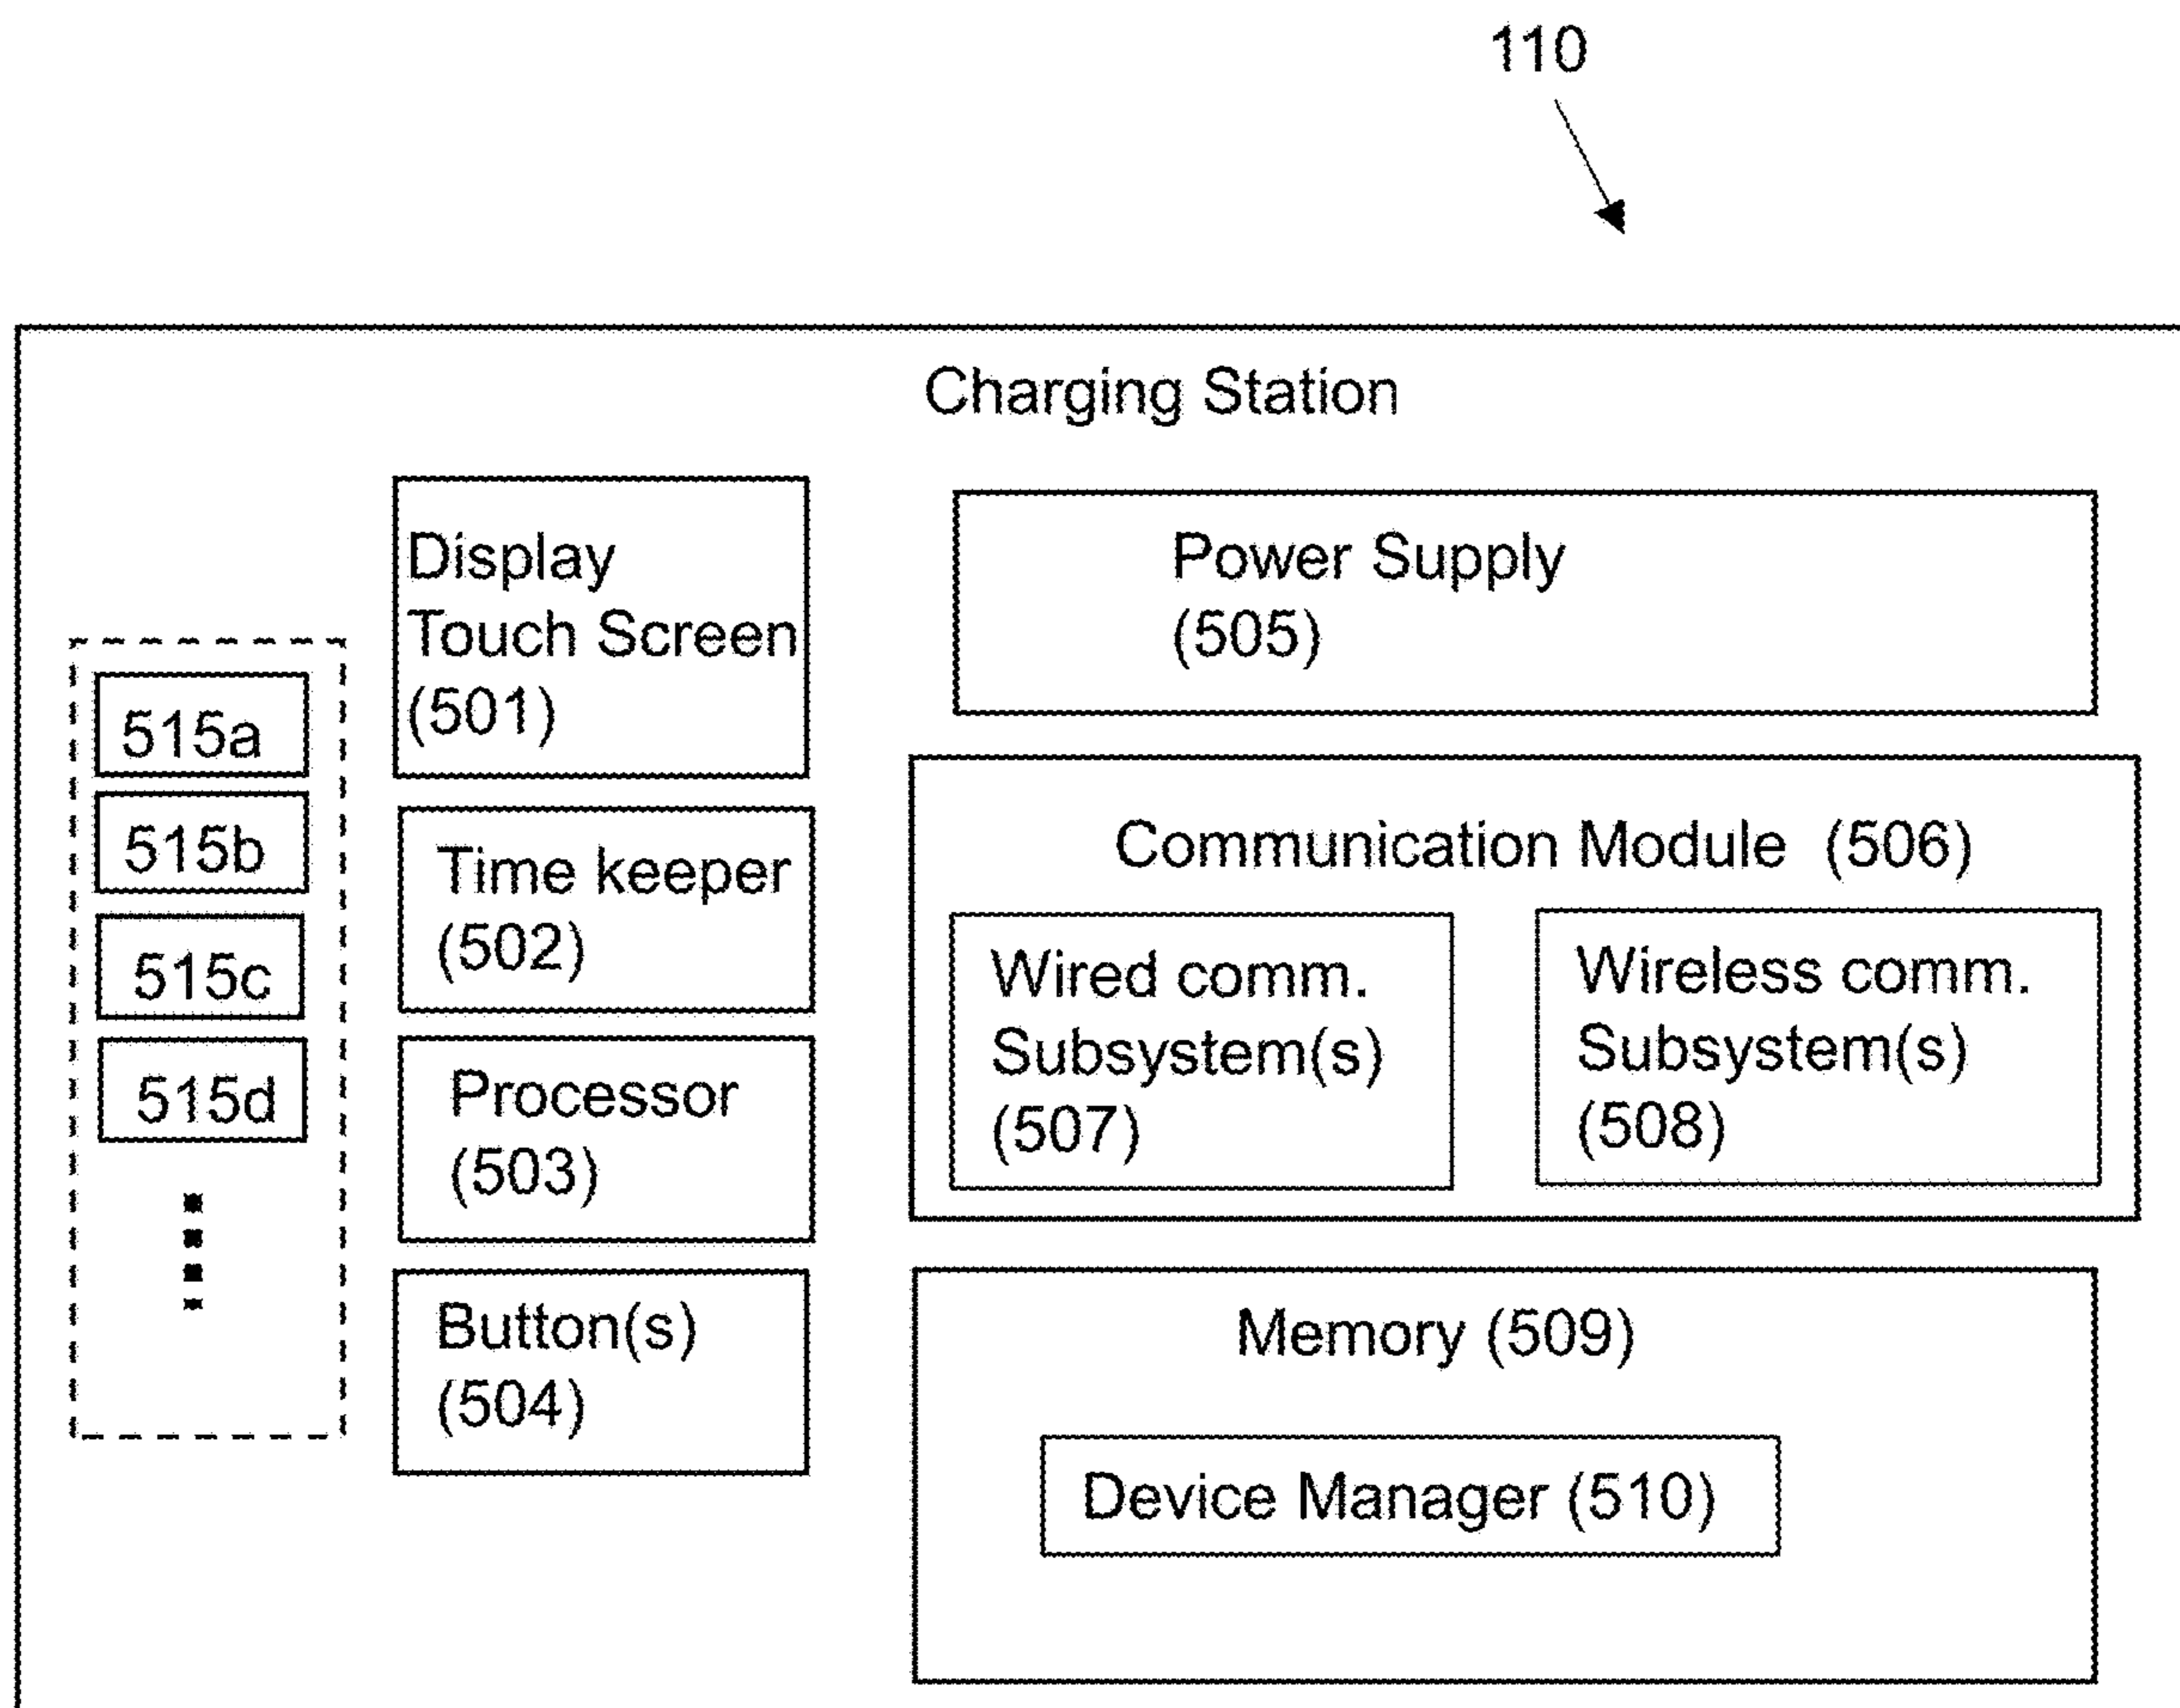 110
Charging Station
515a
515b
515c
515d
Display
Touch Screen
(501)
Time keeper
(502)
Processor
(503)
Button(s)
(504)
Power Supply
(505)
Communication Module (506)
Wired comm.
Subsystem(s)
(507)
Wireless comm.
Subsystem(s)
(508)
Memory (509)
Device Manager (510)